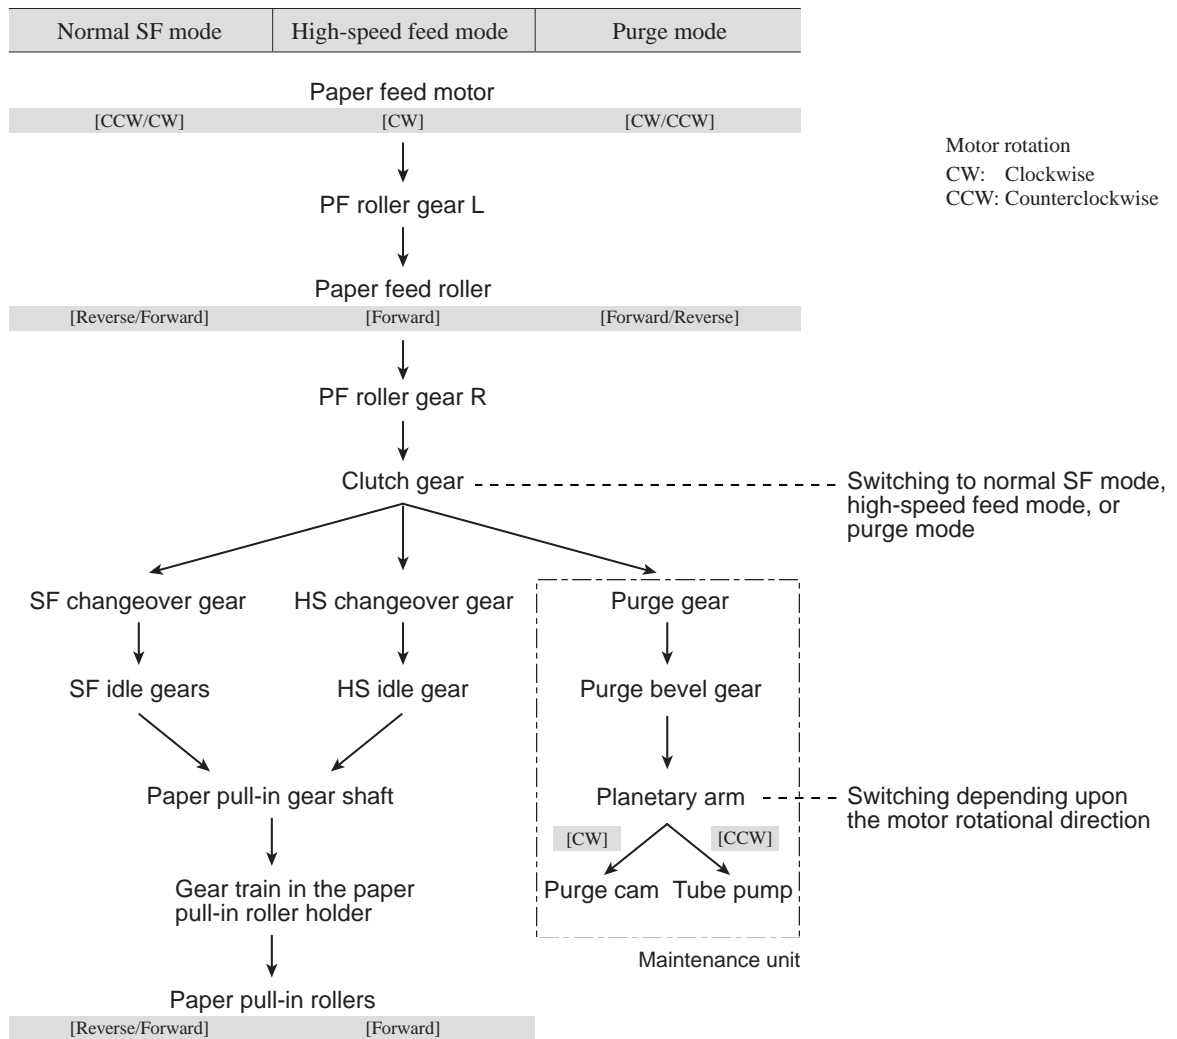 Normal SF mode High-speed feed mode Purge mode
Paper feed motor
[CCW/CW] [CW] [CW/CCW]
Motor rotation
CW: Clockwise
CCW: Counterclockwise
PF roller gear L
Paper feed roller
[Reverse/Forward] [Forward] [Forward/Reverse]
PF roller gear R
Clutch gear
Switching to normal SF mode,
high-speed feed mode, or
purge mode
SF changeover gear HS changeover gear Purge gear
SF idle gears HS idle gear Purge bevel gear
Paper pull-in gear shaft Planetary arm
Switching depending upon
the motor rotational direction
[CW] [CCW]
Purge cam Tube pump
Gear train in the paper
pull-in roller holder
Maintenance unit
Paper pull-in rollers
[Reverse/Forward] [Forward]